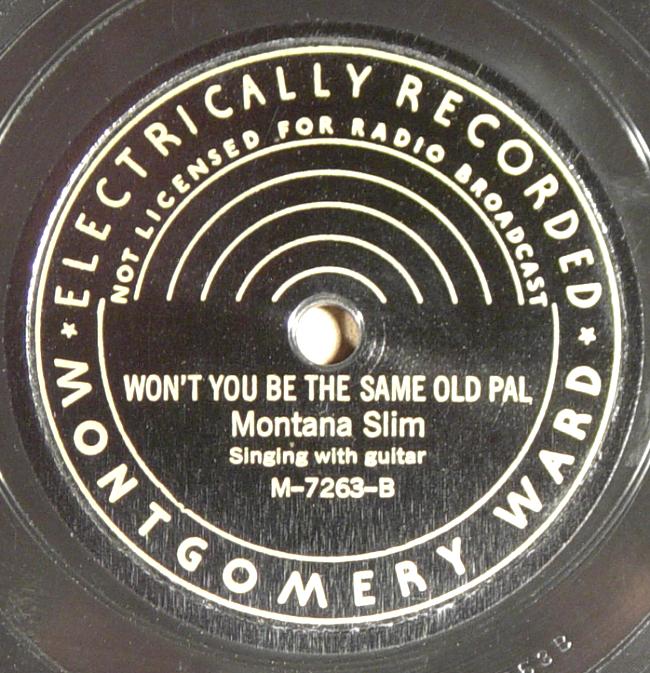 ELECTRICALLY RECORDED
NOT LICENSED FOR RADIO BROADCAST
WON'T YOU BE THE SAME OLD PAL
Montana Slim
Singing with guitar
M-7263-B
MONTGOMERY WARD